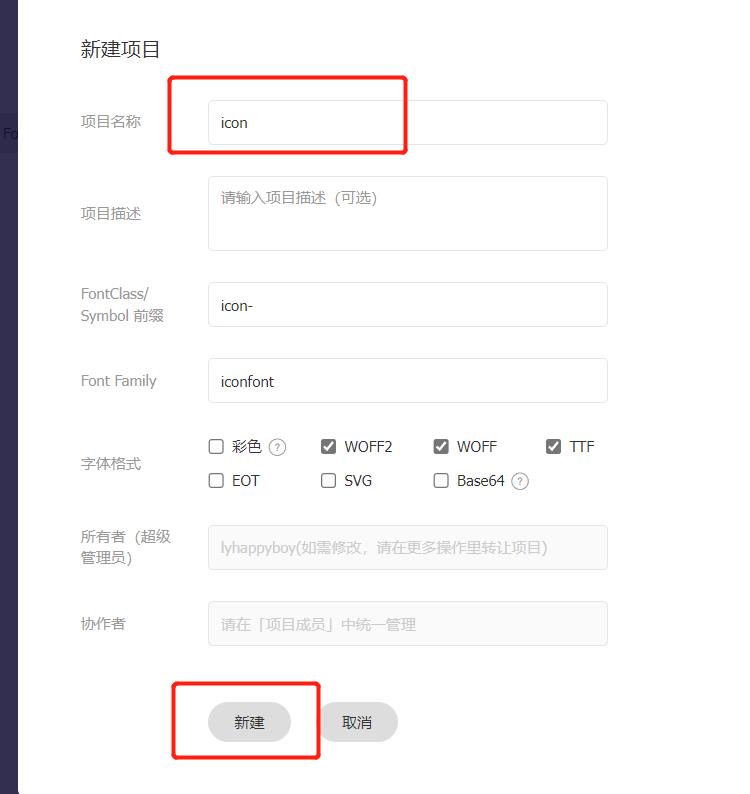 新建项目
Fo
项目名称
icon
项目描述
请输入项目描述（可选）
FontClass/
Symbol 前缀
icon-
Font Family
iconfont
字体格式
彩色 ? WOFF2 WOFF TTF
EOT SVG Base64 ?
所有者（超级
管理员）
lyhappyboy(如需修改，请在更多操作里转让项目)
协作者
请在「项目成员」中统一管理
新建 取消